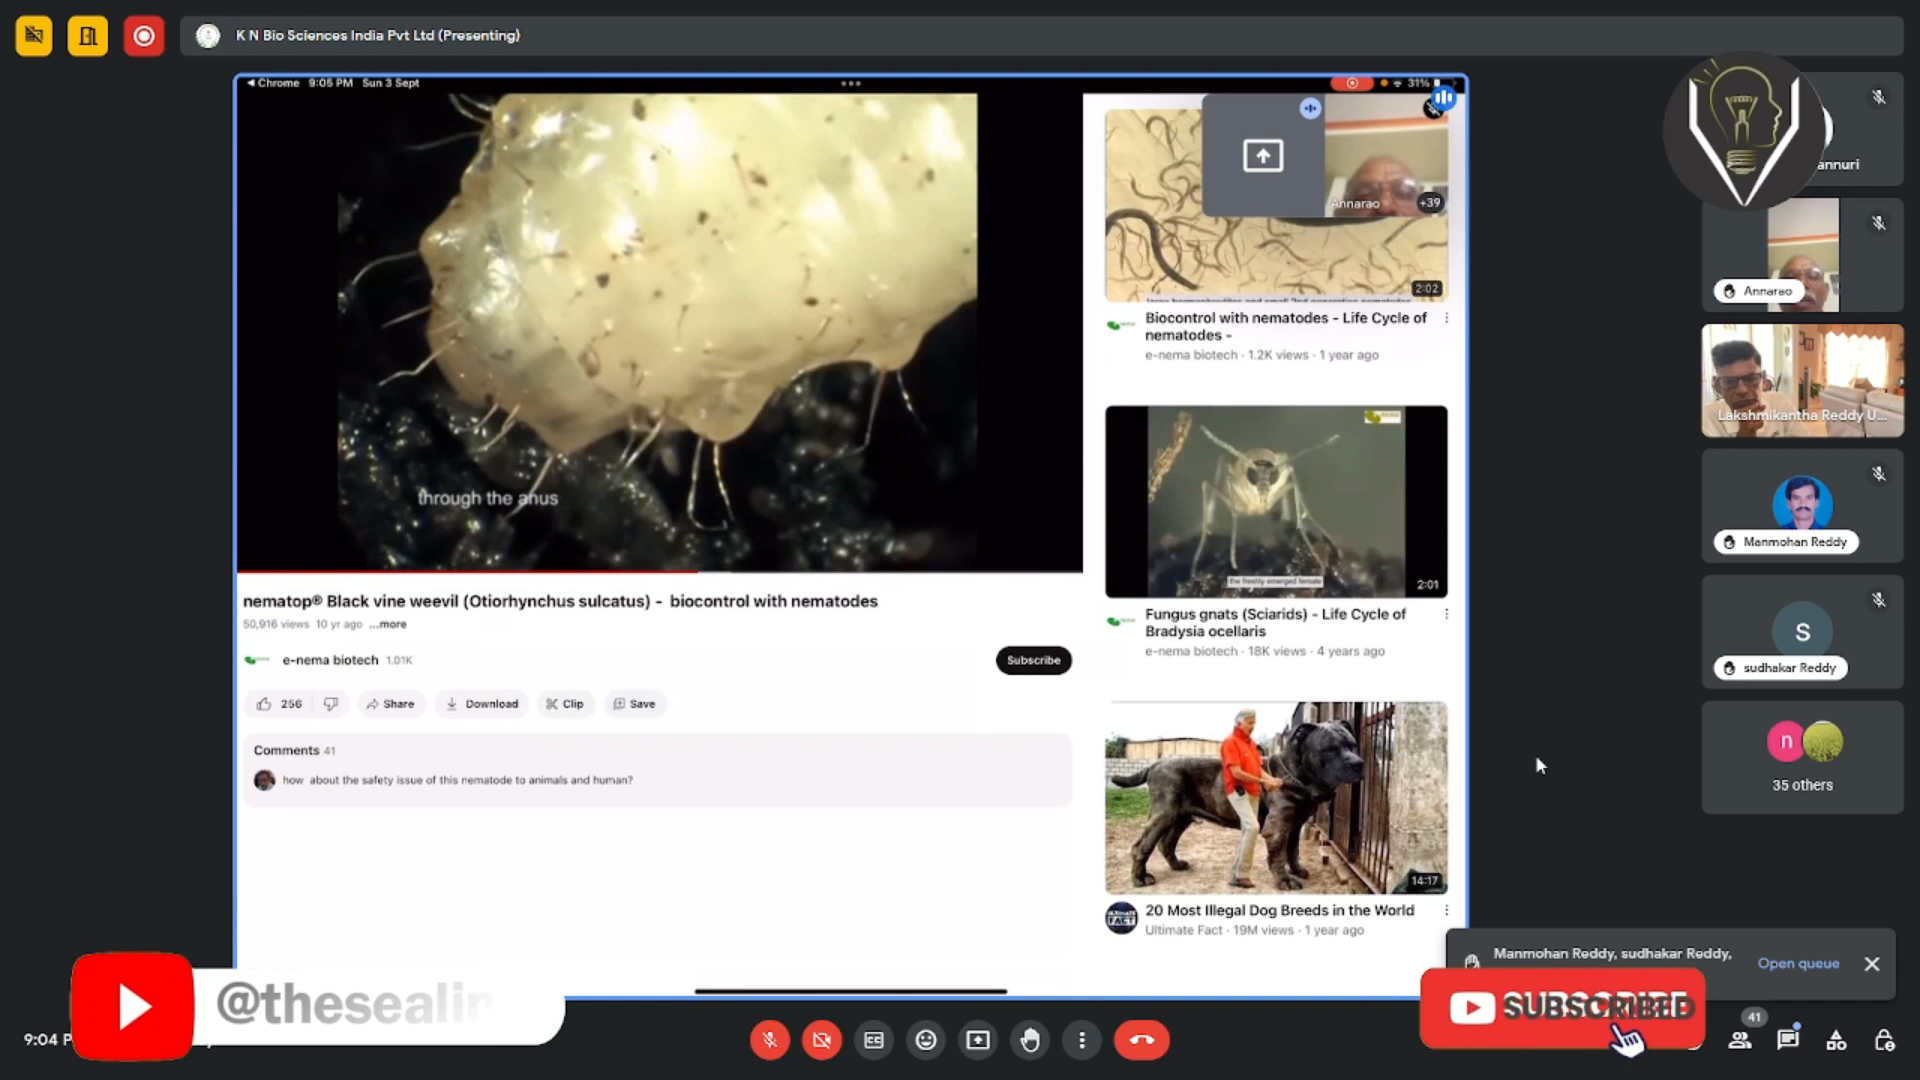 K N Bio Sciences India Pvt Ltd (Presenting)
Chrome 9:05 PM Sun 3 Sept
31%
through the anus
nematop® Black vine weevil (Otiorhynchus sulcatus) - biocontrol with nematodes
50,916 views 10 yr ago ...more
e-nema biotech 1.01K
Subscribe
256
Share
Download
Clip
Save
Comments 41
how about the safety issue of this nematode to animals and human?
Annarao
+39
2:02
Biocontrol with nematodes - Life Cycle of
nematodes -
e-nema biotech · 1.2K views · 1 year ago
the freshly emerged female
2:01
Fungus gnats (Sciarids) - Life Cycle of
Bradysia ocellaris
e-nema biotech · 18K views · 4 years ago
14:17
20 Most Illegal Dog Breeds in the World
Ultimate Fact · 19M views · 1 year ago
annuri
Annarao
Lakshmikantha Reddy U...
Manmohan Reddy
S
sudhakar Reddy
n
35 others
Manmohan Reddy, sudhakar Reddy,
Open queue
@thesealin
SUBSCRIBED
9:04 P
41